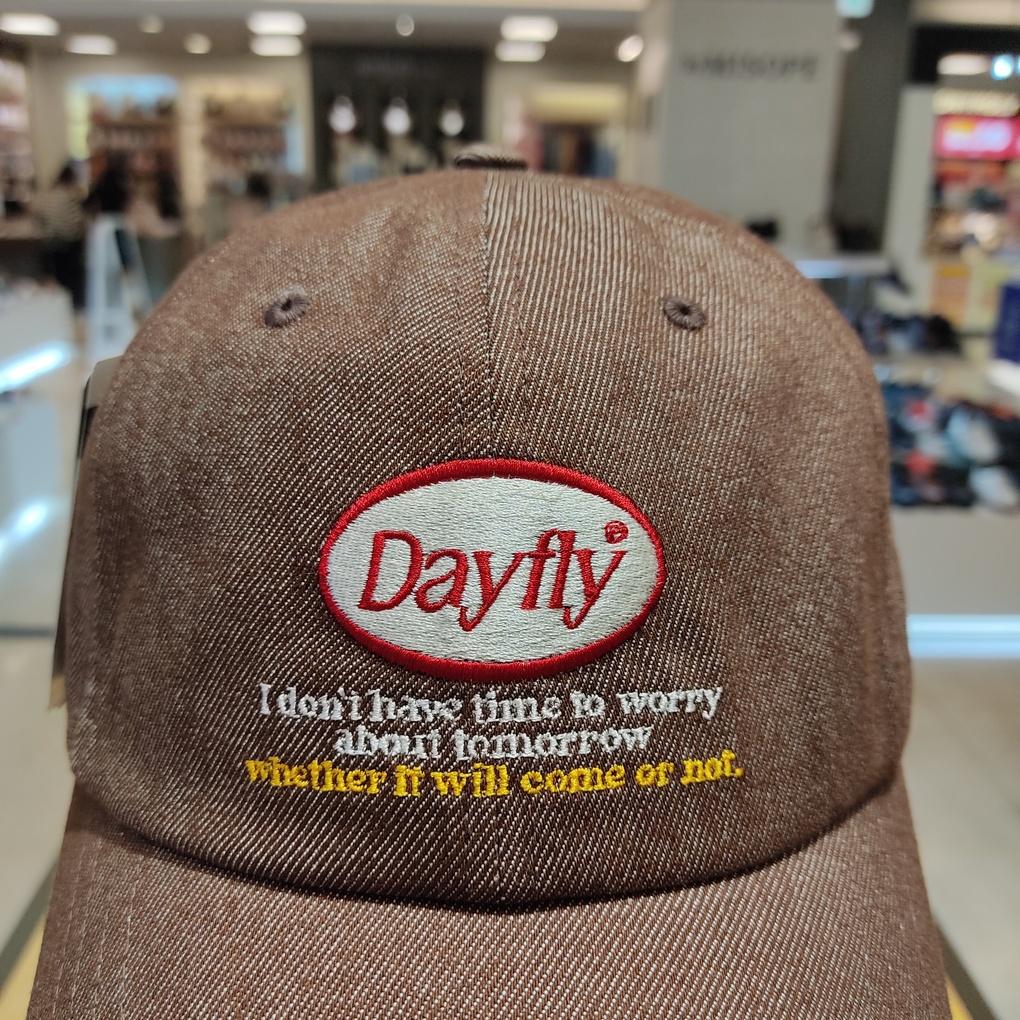 Dayfly®
I don't have time to worry
about tomorrow
whether it will come or not.